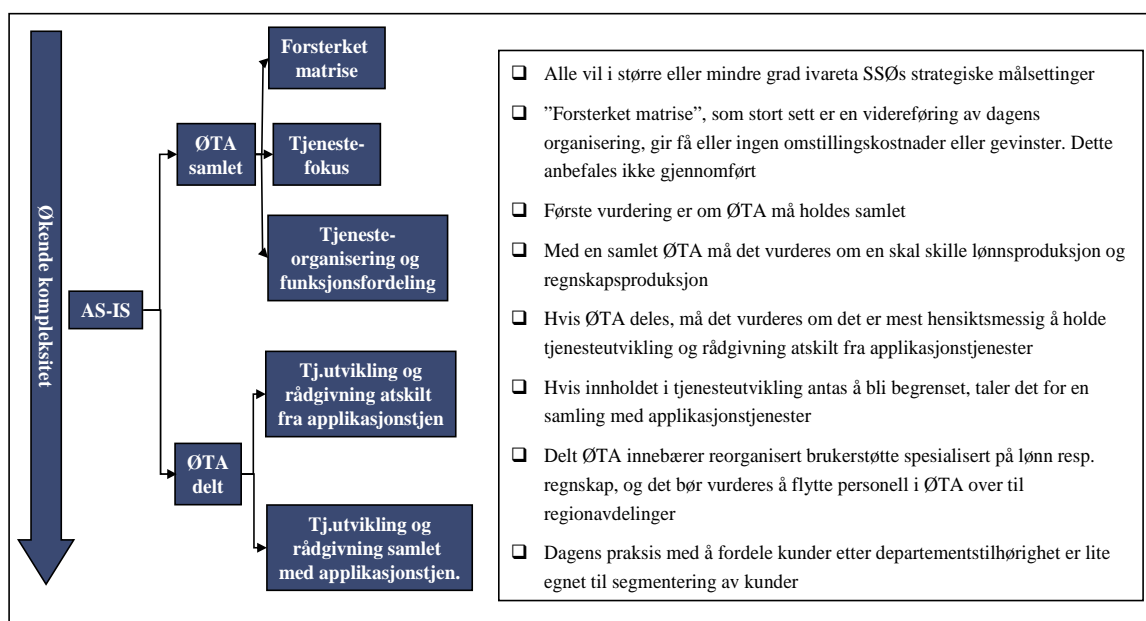 Økende kompleksitet
AS-IS
ØTA
samlet
ØTA
delt
Forsterket
matrise
Tjeneste-
fokus
Tjeneste-
organisering og
funksjonsfordeling
Tj.utvikling og
rådgivning atskilt
fra applikasjonstjen
Tj.utvikling og
rådgivning samlet
med applikasjonstjen.
Alle vil i større eller mindre grad ivareta SSØs strategiske målsettinger
”Forsterket matrise”, som stort sett er en videreføring av dagens
organisering, gir få eller ingen omstillingskostnader eller gevinster. Dette
anbefales ikke gjennomført
Første vurdering er om ØTA må holdes samlet
Med en samlet ØTA må det vurderes om en skal skille lønnsproduksjon og
regnskapsproduksjon
Hvis ØTA deles, må det vurderes om det er mest hensiktsmessig å holde
tjenesteutvikling og rådgivning atskilt fra applikasjonstjenester
Hvis innholdet i tjenesteutvikling antas å bli begrenset, taler det for en
samling med applikasjonstjenester
Delt ØTA innebærer reorganisert brukerstøtte spesialisert på lønn resp.
regnskap, og det bør vurderes å flytte personell i ØTA over til
regionavdelinger
Dagens praksis med å fordele kunder etter departementstilhørighet er lite
egnet til segmentering av kunder